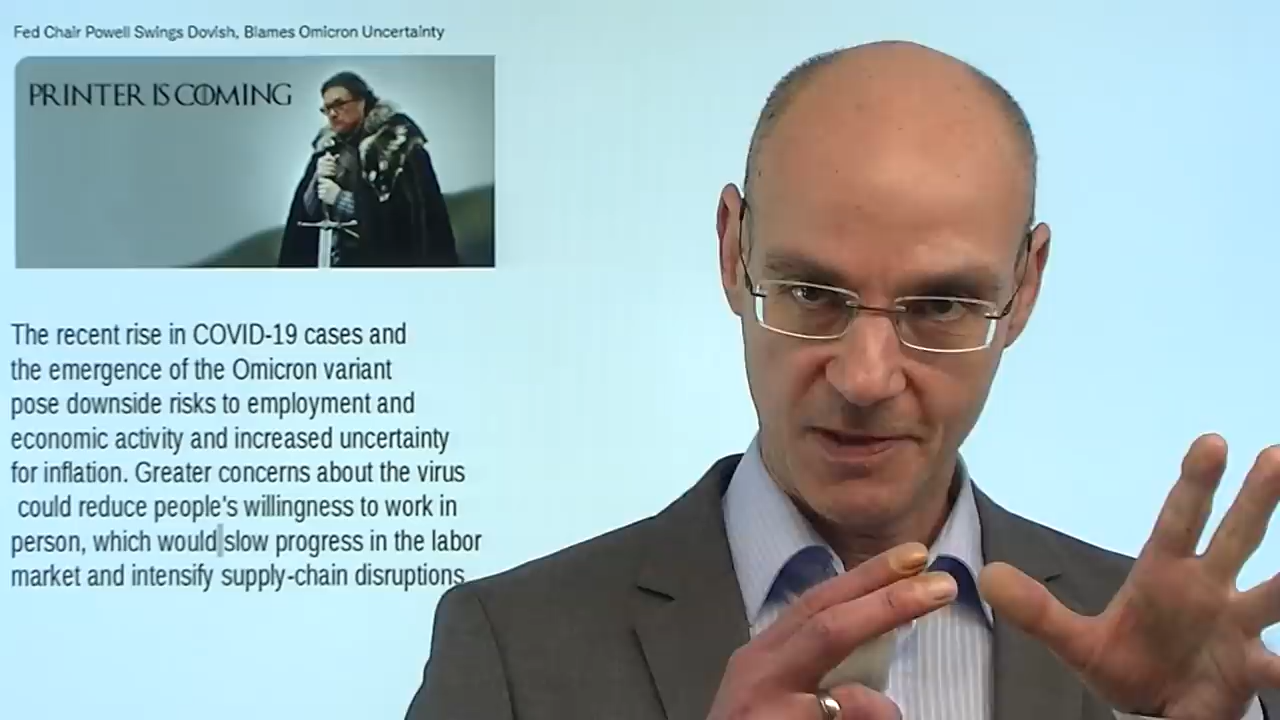 Fed Chair Powell Swings Dovish, Blames Omicron Uncertainty
PRINTER IS COMING
The recent rise in COVID-19 cases and
the emergence of the Omicron variant
pose downside risks to employment and
economic activity and increased uncertainty
for inflation. Greater concerns about the virus
could reduce people's willingness to work in
person, which would slow progress in the labor
market and intensify supply-chain disruptions